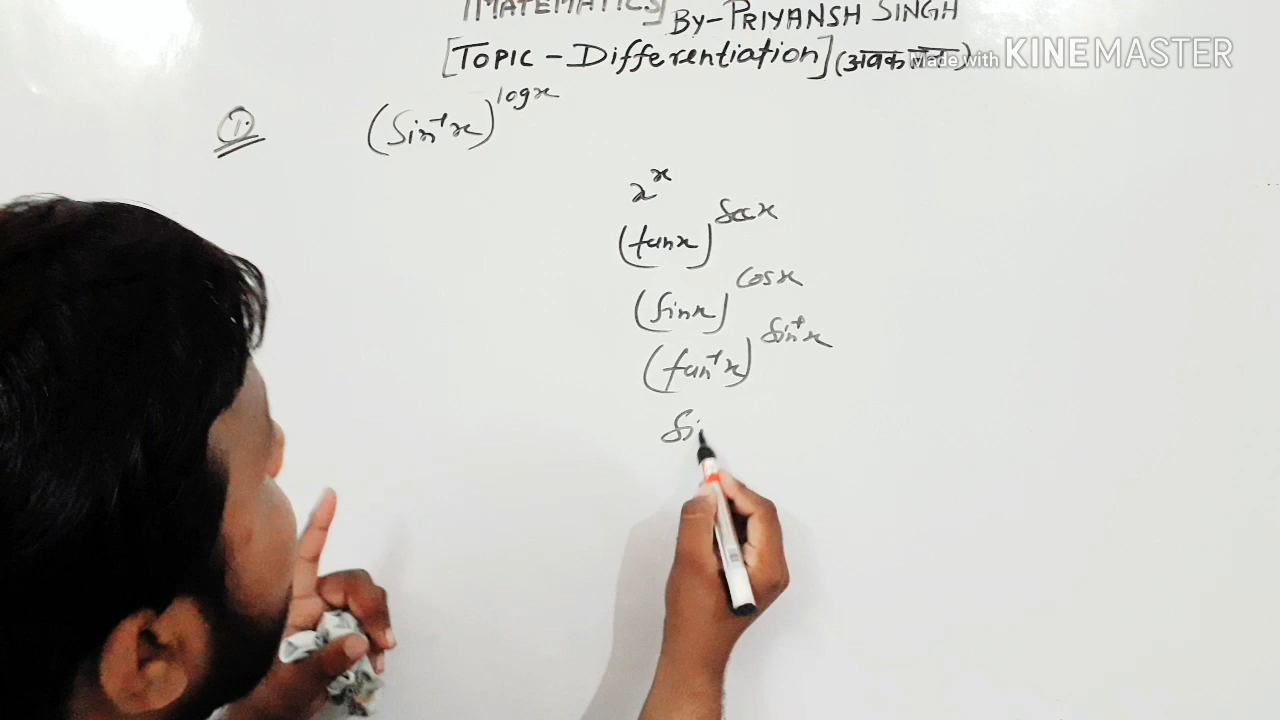 [MATEMATICS] By-PRIYANSH SINGH
[TOPIC - Differentiation] (अवकलन)
Made with KINEMASTER
① (Sin⁻¹x)^logx
x^x
(tanx)^secx
(sinx)^cosx
(tan⁻¹x)^sin⁻¹x
si